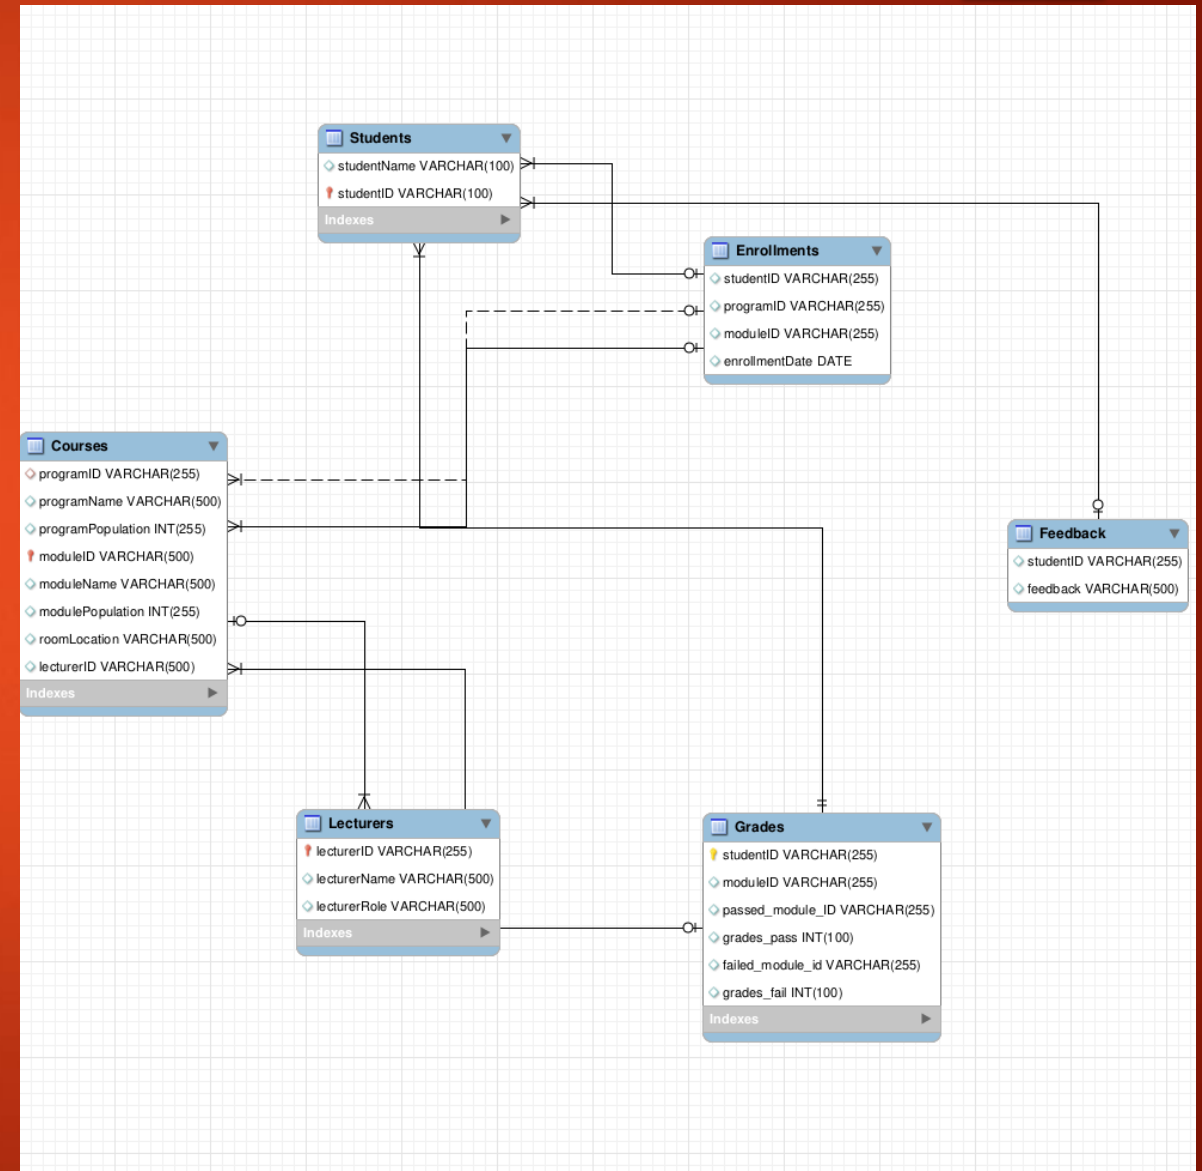 Students
studentName VARCHAR(100)
studentID VARCHAR(100)
Indexes
Enrollments
studentID VARCHAR(255)
programID VARCHAR(255)
moduleID VARCHAR(255)
enrollmentDate DATE
Courses
programID VARCHAR(255)
programName VARCHAR(500)
programPopulation INT(255)
moduleID VARCHAR(500)
moduleName VARCHAR(500)
modulePopulation INT(255)
roomLocation VARCHAR(500)
lecturerID VARCHAR(500)
Indexes
Feedback
studentID VARCHAR(255)
feedback VARCHAR(500)
Lecturers
lecturerID VARCHAR(255)
lecturerName VARCHAR(500)
lecturerRole VARCHAR(500)
Indexes
Grades
studentID VARCHAR(255)
moduleID VARCHAR(255)
passed_module_ID VARCHAR(255)
grades_pass INT(100)
failed_module_id VARCHAR(255)
grades_fail INT(100)
Indexes